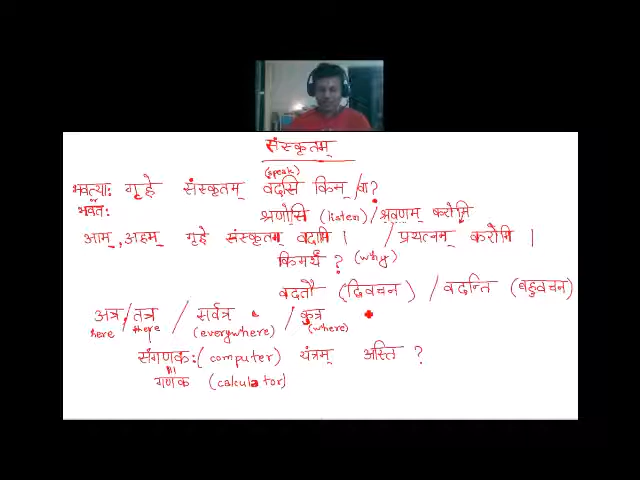 संस्कृतम्
(speak)
भवत्याः गृहे संस्कृतम् वदसि किम् / वा?
भवतः
श्रणोसि (listen) / श्रवणम् करोमि
आम्, अहम् गृहे संस्कृतम् वदामि । / प्रयत्नम् करोमि ।
किमर्थं ? (why)
वदतौ (द्विवचन) / वदन्ति (बहुवचन)
अत्र / तत्र / सर्वत्र / कुत्र
here there (everywhere) (where)
संगणकः (computer) यंत्रम् अस्ति ?
गणक (calculator)